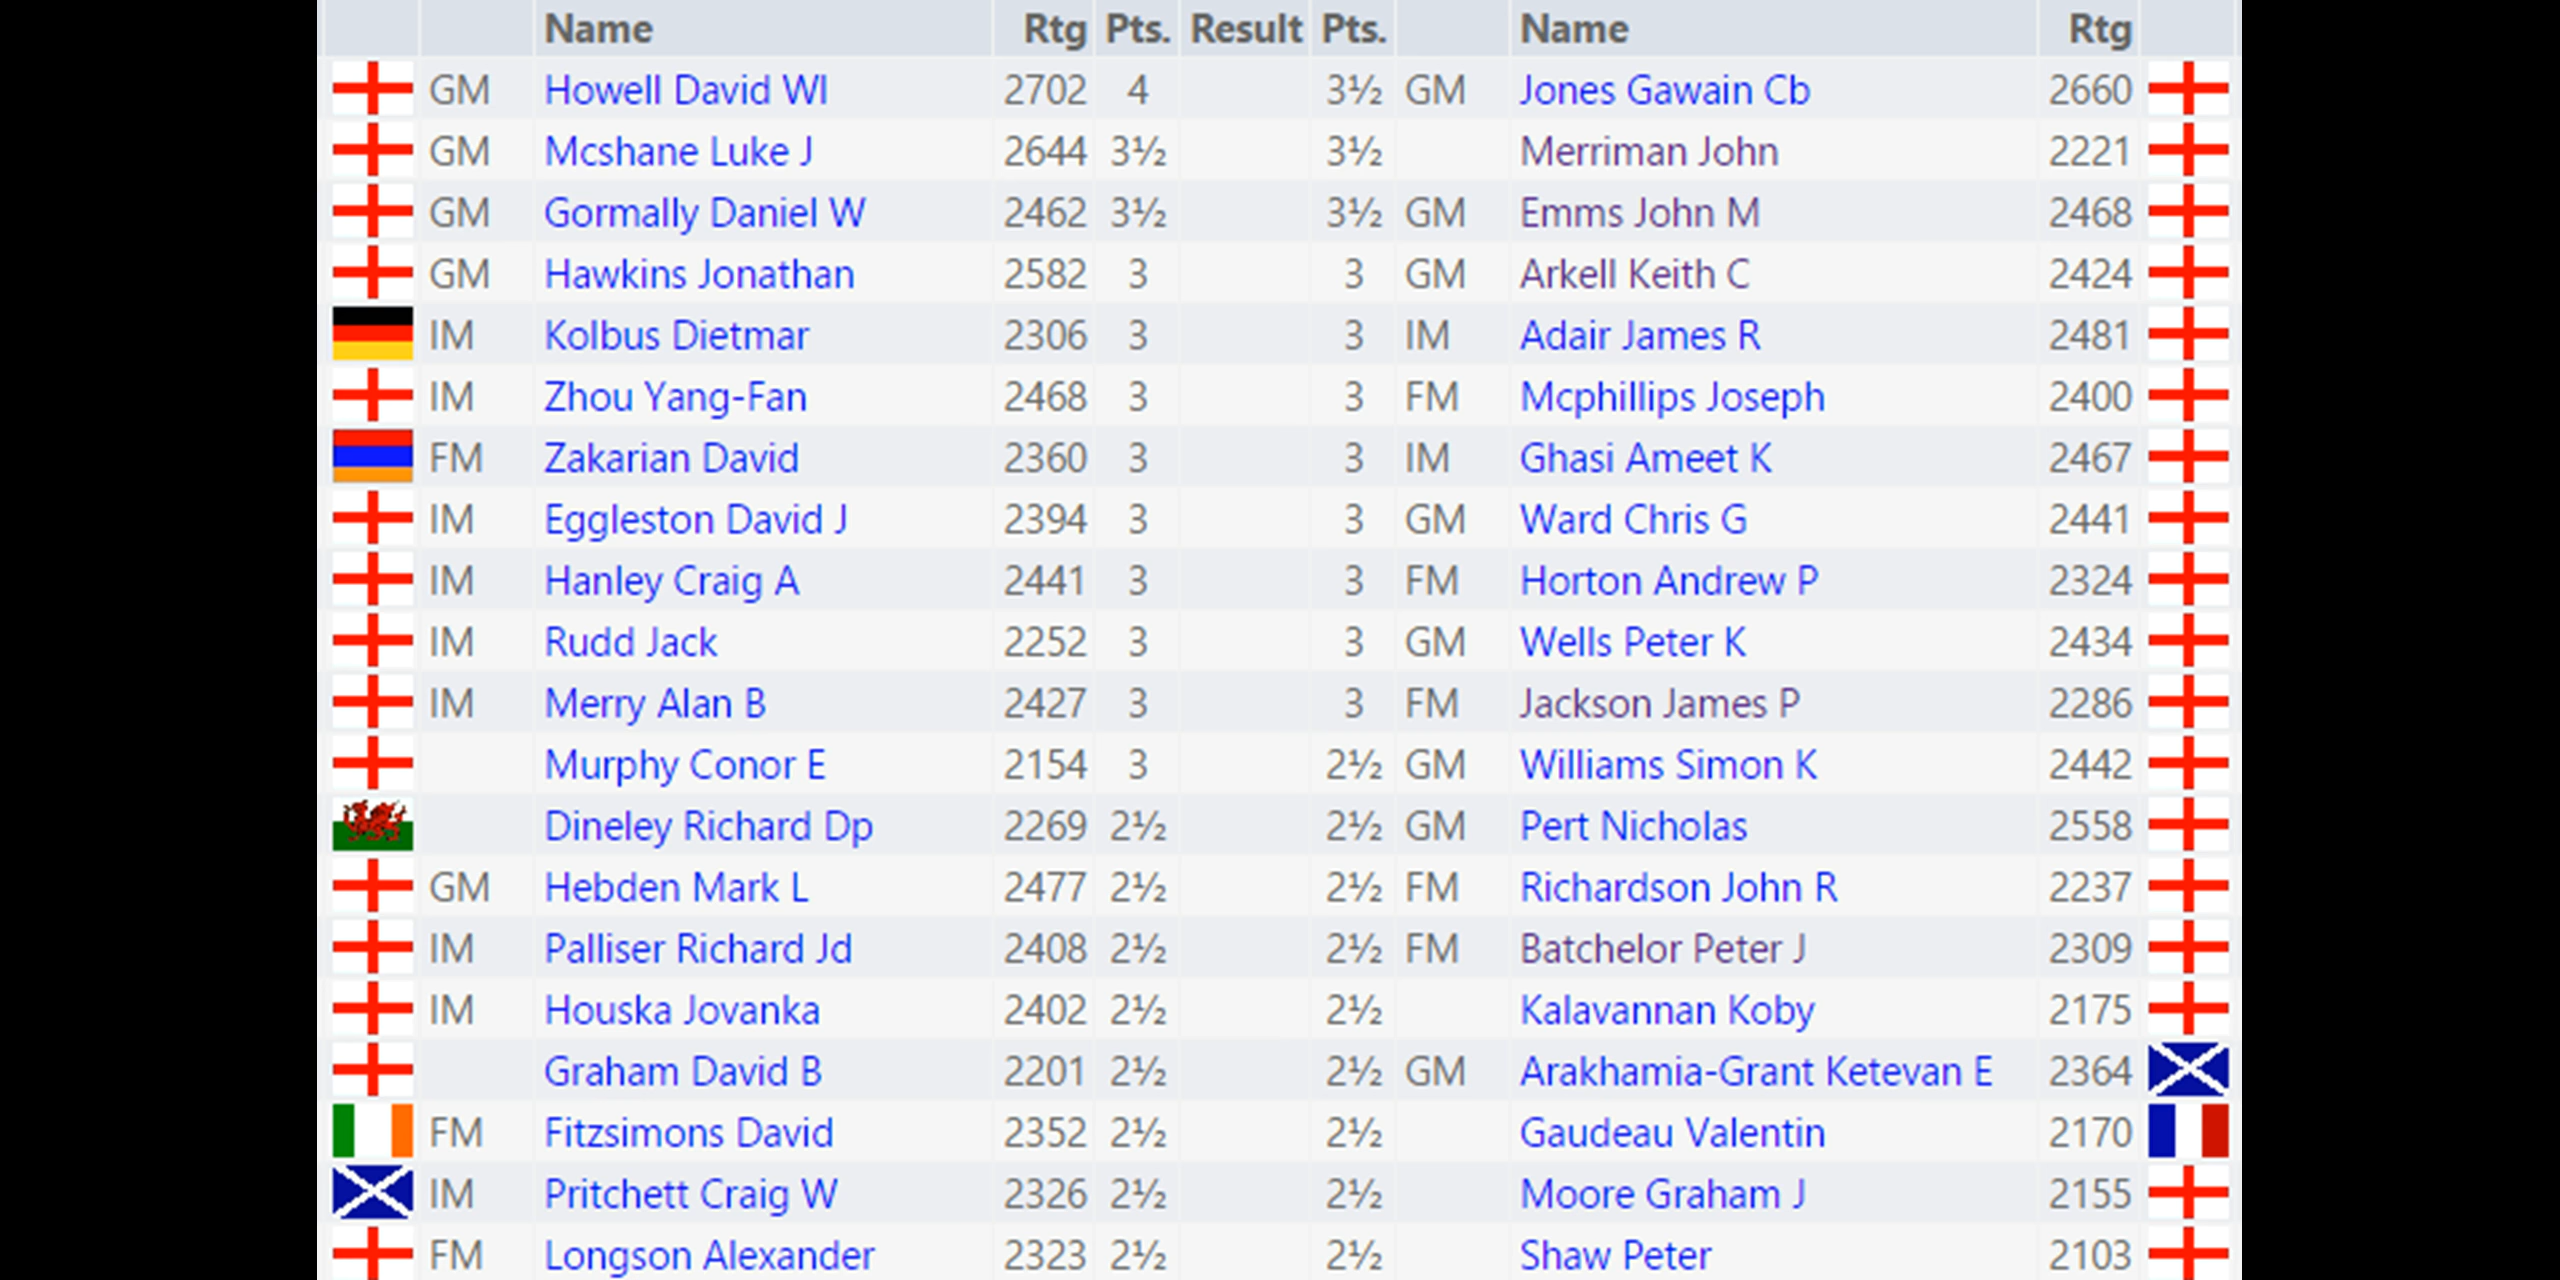 Name Rtg Pts. Result Pts. Name Rtg
GM Howell David Wl 2702 4 3½ GM Jones Gawain Cb 2660
GM Mcshane Luke J 2644 3½ 3½ Merriman John 2221
GM Gormally Daniel W 2462 3½ 3½ GM Emms John M 2468
GM Hawkins Jonathan 2582 3 3 GM Arkell Keith C 2424
IM Kolbus Dietmar 2306 3 3 IM Adair James R 2481
IM Zhou Yang-Fan 2468 3 3 FM Mcphillips Joseph 2400
FM Zakarian David 2360 3 3 IM Ghasi Ameet K 2467
IM Eggleston David J 2394 3 3 GM Ward Chris G 2441
IM Hanley Craig A 2441 3 3 FM Horton Andrew P 2324
IM Rudd Jack 2252 3 3 GM Wells Peter K 2434
IM Merry Alan B 2427 3 3 FM Jackson James P 2286
Murphy Conor E 2154 3 2½ GM Williams Simon K 2442
Dineley Richard Dp 2269 2½ 2½ GM Pert Nicholas 2558
GM Hebden Mark L 2477 2½ 2½ FM Richardson John R 2237
IM Palliser Richard Jd 2408 2½ 2½ FM Batchelor Peter J 2309
IM Houska Jovanka 2402 2½ 2½ Kalavannan Koby 2175
Graham David B 2201 2½ 2½ GM Arakhamia-Grant Ketevan E 2364
FM Fitzsimons David 2352 2½ 2½ Gaudeau Valentin 2170
IM Pritchett Craig W 2326 2½ 2½ Moore Graham J 2155
FM Longson Alexander 2323 2½ 2½ Shaw Peter 2103